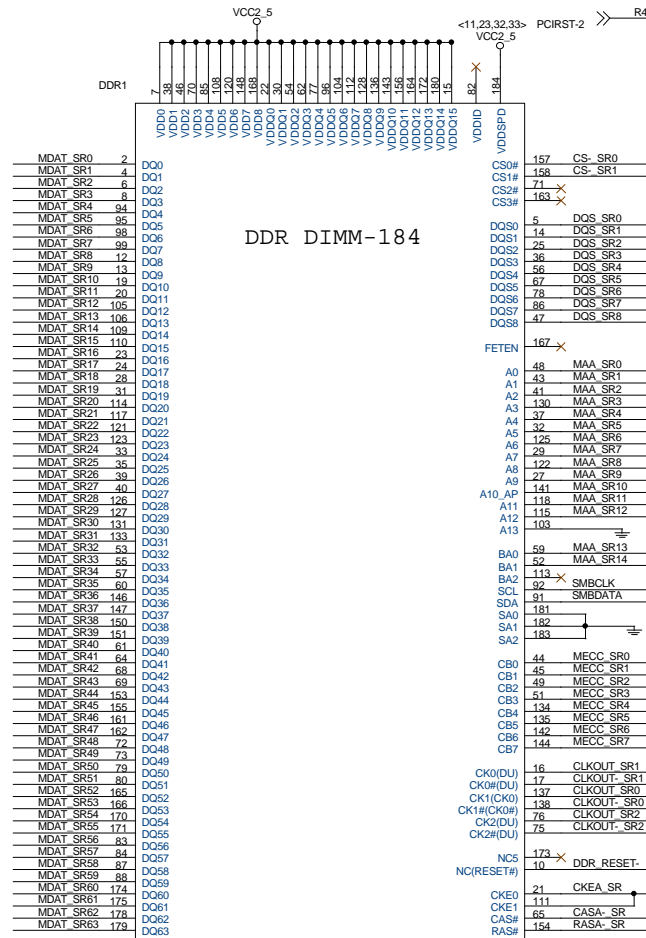 VCC2_5
<11,23,32,33> PCIRST-2 R4
VCC2_5
DDR1
7 38 46 70 85 108 120 148 168 22 30 54 62 77 96 104 112 128 136 143 156 164 172 180 15 82 184
VDD0 VDD1 VDD2 VDD3 VDD4 VDD5 VDD6 VDD7 VDD8 VDDQ0 VDDQ1 VDDQ2 VDDQ3 VDDQ4 VDDQ5 VDDQ6 VDDQ7 VDDQ8 VDDQ9 VDDQ10 VDDQ11 VDDQ12 VDDQ13 VDDQ14 VDDQ15 VDDID VDDSPD
DDR DIMM-184
MDAT_SR0 2 DQ0
MDAT_SR1 4 DQ1
MDAT_SR2 6 DQ2
MDAT_SR3 8 DQ3
MDAT_SR4 94 DQ4
MDAT_SR5 95 DQ5
MDAT_SR6 98 DQ6
MDAT_SR7 99 DQ7
MDAT_SR8 12 DQ8
MDAT_SR9 13 DQ9
MDAT_SR10 19 DQ10
MDAT_SR11 20 DQ11
MDAT_SR12 105 DQ12
MDAT_SR13 106 DQ13
MDAT_SR14 109 DQ14
MDAT_SR15 110 DQ15
MDAT_SR16 23 DQ16
MDAT_SR17 24 DQ17
MDAT_SR18 28 DQ18
MDAT_SR19 31 DQ19
MDAT_SR20 114 DQ20
MDAT_SR21 117 DQ21
MDAT_SR22 121 DQ22
MDAT_SR23 123 DQ23
MDAT_SR24 33 DQ24
MDAT_SR25 35 DQ25
MDAT_SR26 39 DQ26
MDAT_SR27 40 DQ27
MDAT_SR28 126 DQ28
MDAT_SR29 127 DQ29
MDAT_SR30 131 DQ30
MDAT_SR31 133 DQ31
MDAT_SR32 53 DQ32
MDAT_SR33 55 DQ33
MDAT_SR34 57 DQ34
MDAT_SR35 60 DQ35
MDAT_SR36 146 DQ36
MDAT_SR37 147 DQ37
MDAT_SR38 150 DQ38
MDAT_SR39 151 DQ39
MDAT_SR40 61 DQ40
MDAT_SR41 64 DQ41
MDAT_SR42 68 DQ42
MDAT_SR43 69 DQ43
MDAT_SR44 153 DQ44
MDAT_SR45 155 DQ45
MDAT_SR46 161 DQ46
MDAT_SR47 162 DQ47
MDAT_SR48 72 DQ48
MDAT_SR49 73 DQ49
MDAT_SR50 79 DQ50
MDAT_SR51 80 DQ51
MDAT_SR52 165 DQ52
MDAT_SR53 166 DQ53
MDAT_SR54 170 DQ54
MDAT_SR55 171 DQ55
MDAT_SR56 83 DQ56
MDAT_SR57 84 DQ57
MDAT_SR58 87 DQ58
MDAT_SR59 88 DQ59
MDAT_SR60 174 DQ60
MDAT_SR61 175 DQ61
MDAT_SR62 178 DQ62
MDAT_SR63 179 DQ63
CS0# 157 CS-_SR0
CS1# 158 CS-_SR1
CS2# 71
CS3# 163
DQS0 5 DQS_SR0
DQS1 14 DQS_SR1
DQS2 25 DQS_SR2
DQS3 36 DQS_SR3
DQS4 56 DQS_SR4
DQS5 67 DQS_SR5
DQS6 78 DQS_SR6
DQS7 86 DQS_SR7
DQS8 47 DQS_SR8
FETEN 167
A0 48 MAA_SR0
A1 43 MAA_SR1
A2 41 MAA_SR2
A3 130 MAA_SR3
A4 37 MAA_SR4
A5 32 MAA_SR5
A6 125 MAA_SR6
A7 29 MAA_SR7
A8 122 MAA_SR8
A9 27 MAA_SR9
A10_AP 141 MAA_SR10
A11 118 MAA_SR11
A12 115 MAA_SR12
A13 103
BA0 59 MAA_SR13
BA1 52 MAA_SR14
BA2 113
SCL 92 SMBCLK
SDA 91 SMBDATA
SA0 181
SA1 182
SA2 183
CB0 44 MECC_SR0
CB1 45 MECC_SR1
CB2 49 MECC_SR2
CB3 51 MECC_SR3
CB4 134 MECC_SR4
CB5 135 MECC_SR5
CB6 142 MECC_SR6
CB7 144 MECC_SR7
CK0(DU) 16 CLKOUT_SR1
CK0#(DU) 17 CLKOUT-_SR1
CK1(CK0) 137 CLKOUT_SR0
CK1#(CK0#) 138 CLKOUT-_SR0
CK2(DU) 76 CLKOUT_SR2
CK2#(DU) 75 CLKOUT-_SR2
NC5 173
NC(RESET#) 10 DDR_RESET-
CKE0 21 CKEA_SR
CKE1 111
CAS# 65 CASA-_SR
RAS# 154 RASA-_SR